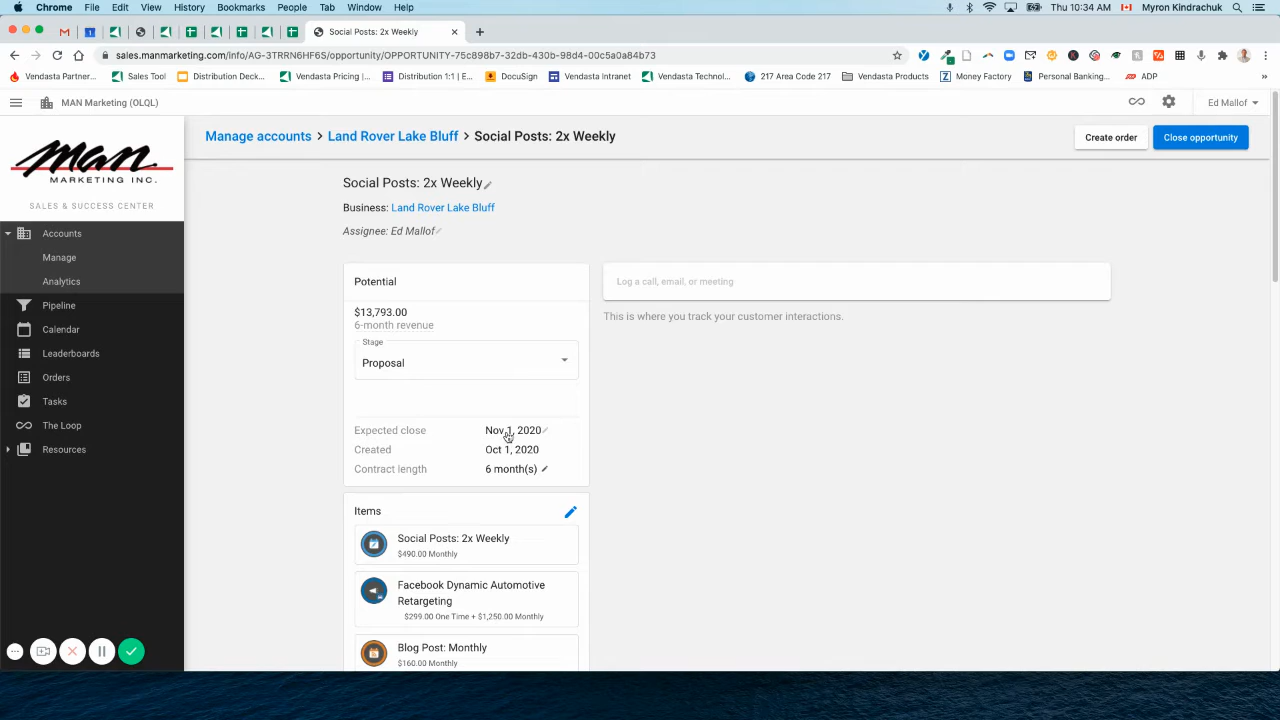 Chrome File Edit View History Bookmarks People Tab Window Help Thu 10:34 AM Myron Kindrachuk
Social Posts: 2x Weekly
sales.manmarketing.com/info/AG-3TRRN6HF6S/opportunity/OPPORTUNITY-75c898b7-32db-430b-98d4-00c5a0a84b73
Vendasta Partner... Sales Tool Distribution Deck... Vendasta Pricing |... Distribution 1:1 | E... DocuSign Vendasta Intranet Vendasta Technol... 217 Area Code 217 Vendasta Products Money Factory Personal Banking... ADP
MAN Marketing (OLQL) Ed Mallof
Manage accounts > Land Rover Lake Bluff > Social Posts: 2x Weekly Create order Close opportunity
Man
MARKETING INC.
SALES & SUCCESS CENTER
Accounts
Manage
Analytics
Pipeline
Calendar
Leaderboards
Orders
Tasks
The Loop
Resources
Social Posts: 2x Weekly
Business: Land Rover Lake Bluff
Assignee: Ed Mallof
Potential
$13,793.00
6-month revenue
Stage
Proposal
Expected close Nov 1, 2020
Created Oct 1, 2020
Contract length 6 month(s)
Items
Social Posts: 2x Weekly
$490.00 Monthly
Facebook Dynamic Automotive
Retargeting
$299.00 One Time + $1,250.00 Monthly
Blog Post: Monthly
$160.00 Monthly
Log a call, email, or meeting
This is where you track your customer interactions.